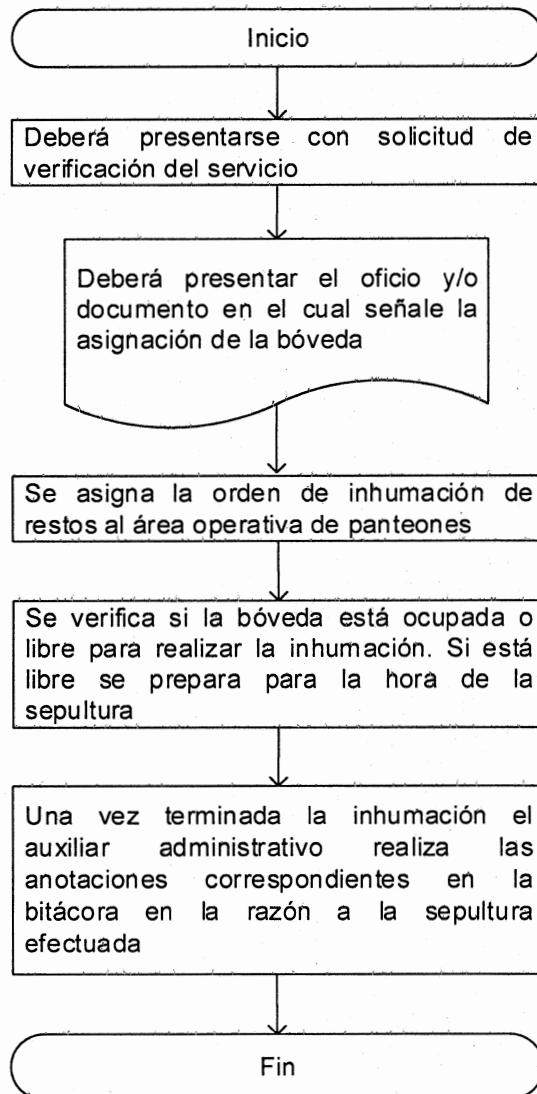 Inicio
Deberá presentarse con solicitud de
verificación del servicio
Deberá presentar el oficio y/o
documento en el cual señale la
asignación de la bóveda
Se asigna la orden de inhumación de
restos al área operativa de panteones
Se verifica si la bóveda está ocupada o
libre para realizar la inhumación. Si está
libre se prepara para la hora de la
sepultura
Una vez terminada la inhumación el
auxiliar administrativo realiza las
anotaciones correspondientes en la
bitácora en la razón a la sepultura
efectuada
Fin